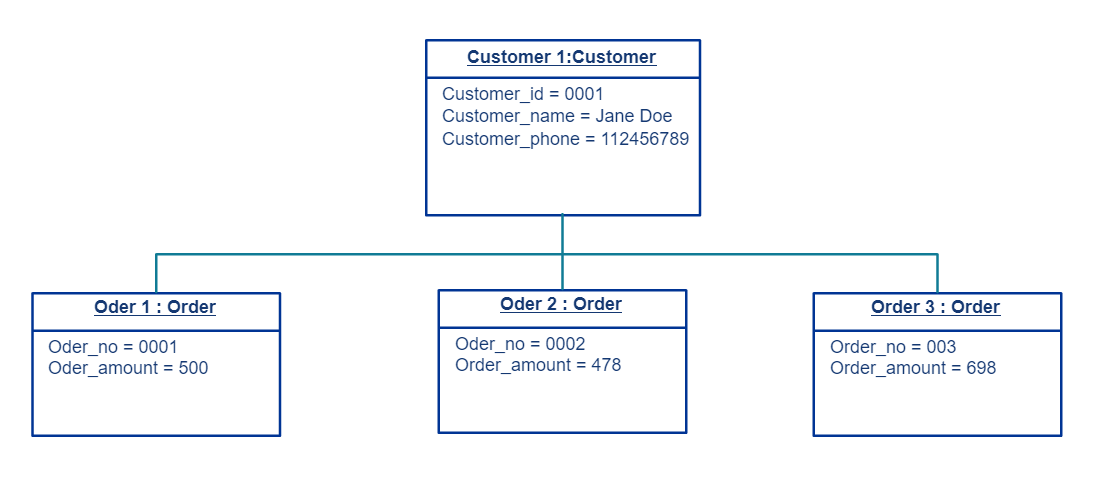 Customer 1:Customer
Customer_id = 0001
Customer_name = Jane Doe
Customer_phone = 112456789
Oder 1 : Order
Oder_no = 0001
Oder_amount = 500
Oder 2 : Order
Oder_no = 0002
Order_amount = 478
Order 3 : Order
Order_no = 003
Order_amount = 698